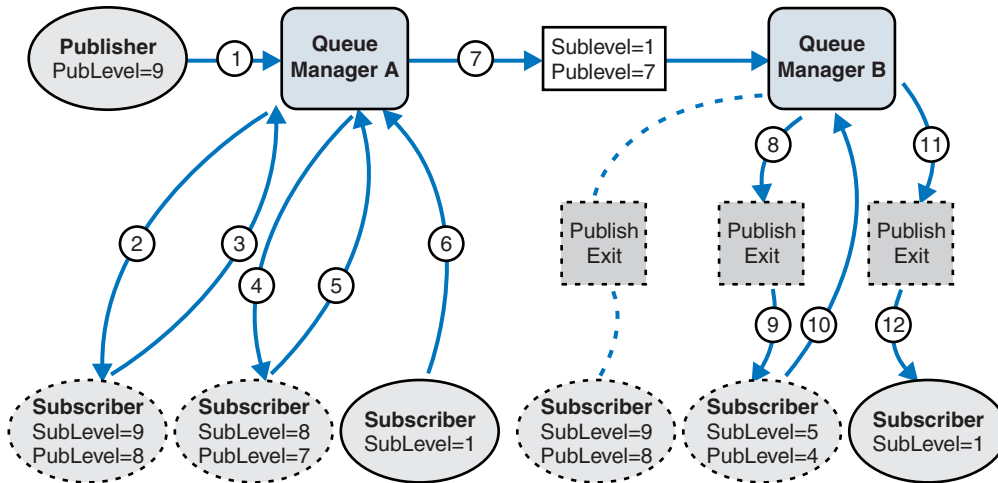 Publisher
PubLevel=9
1
Queue
Manager A
7
Sublevel=1
Publevel=7
Queue
Manager B
8
11
Publish
Exit
Publish
Exit
Publish
Exit
2
3
4
5
6
9
10
12
Subscriber
SubLevel=9
PubLevel=8
Subscriber
SubLevel=8
PubLevel=7
Subscriber
SubLevel=1
Subscriber
SubLevel=9
PubLevel=8
Subscriber
SubLevel=5
PubLevel=4
Subscriber
SubLevel=1